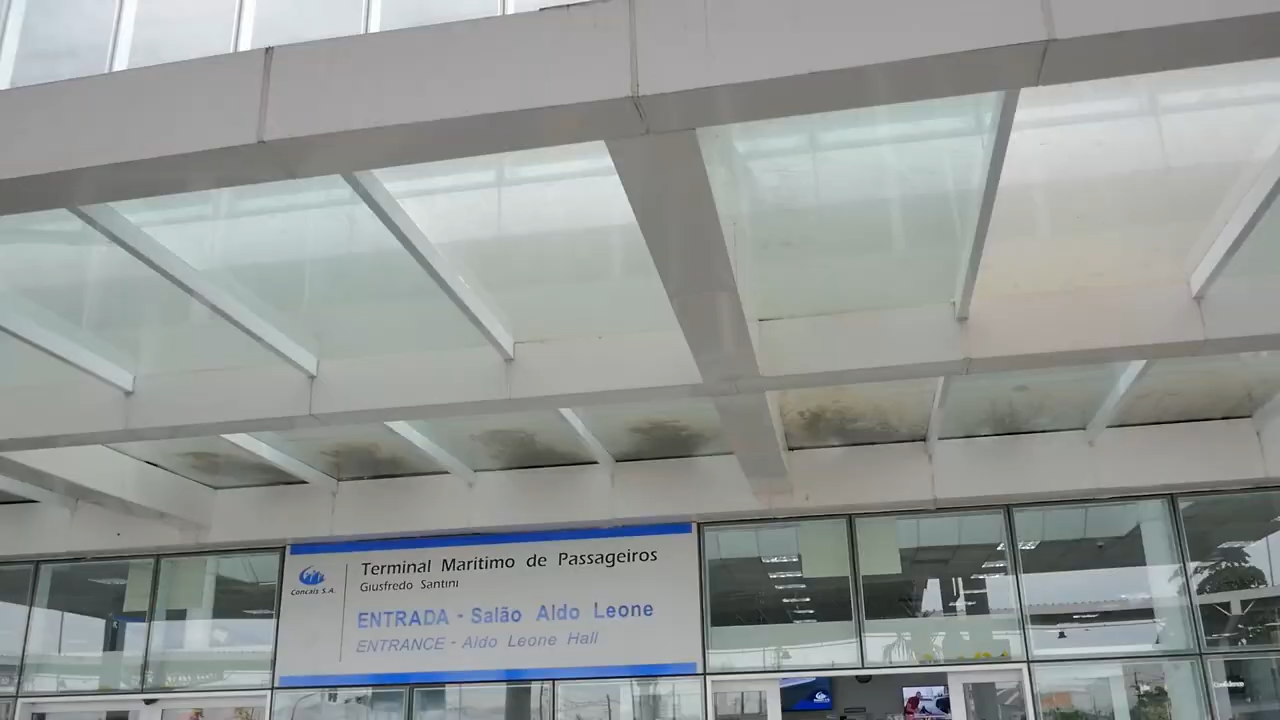 Terminal Marítimo de Passageiros
Giusfredo Santini
Concais S.A.
ENTRADA - Salão Aldo Leone
ENTRANCE - Aldo Leone Hall